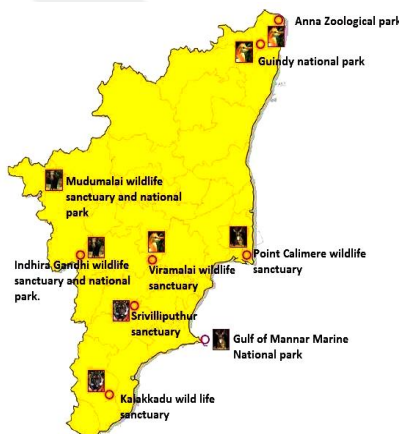 Anna Zoological park
Guindy national park
Mudumalai wildlife
sanctuary and national
park
Indhira Gandhi wildlife
sanctuary and national
park.
Viramalai wildlife
sanctuary
Point Calimere wildlife
sanctuary
Srivilliputhur
sanctuary
Gulf of Mannar Marine
National park
Kalakkadu wild life
sanctuary